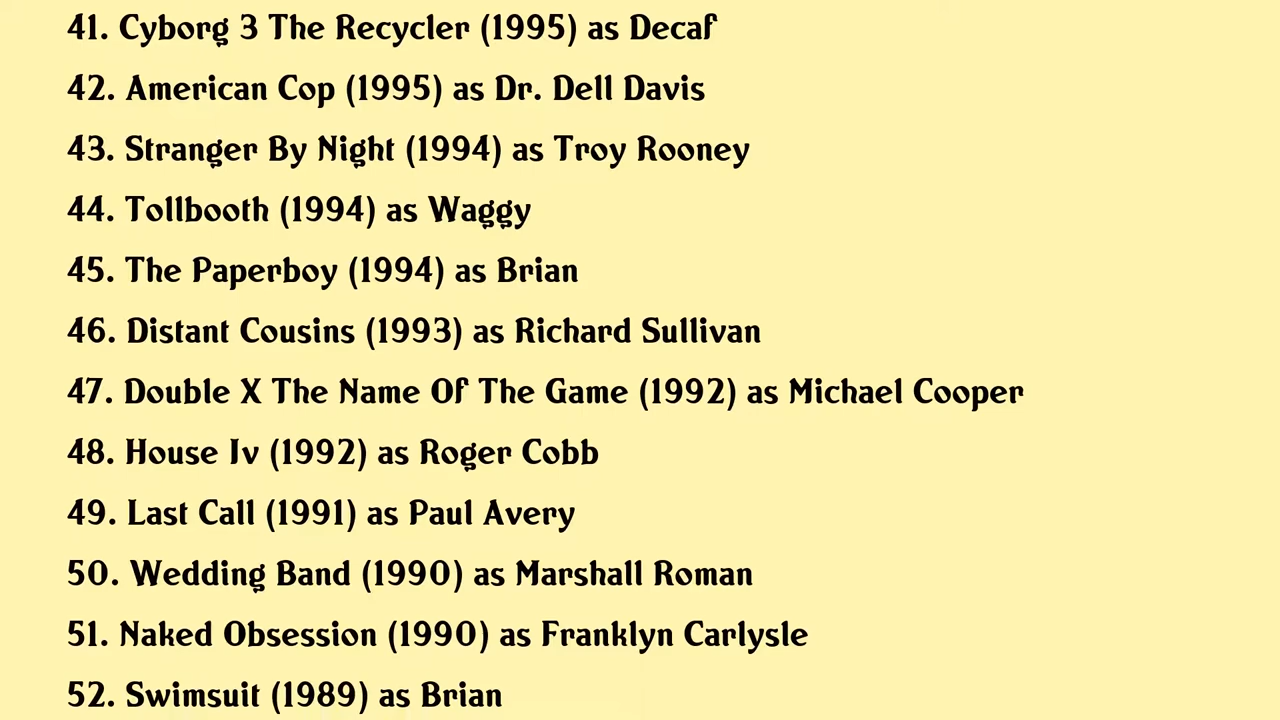 41. Cyborg 3 The Recycler (1995) as Decaf
42. American Cop (1995) as Dr. Dell Davis
43. Stranger By Night (1994) as Troy Rooney
44. Tollbooth (1994) as Waggy
45. The Paperboy (1994) as Brian
46. Distant Cousins (1993) as Richard Sullivan
47. Double X The Name Of The Game (1992) as Michael Cooper
48. House Iv (1992) as Roger Cobb
49. Last Call (1991) as Paul Avery
50. Wedding Band (1990) as Marshall Roman
51. Naked Obsession (1990) as Franklyn Carlysle
52. Swimsuit (1989) as Brian